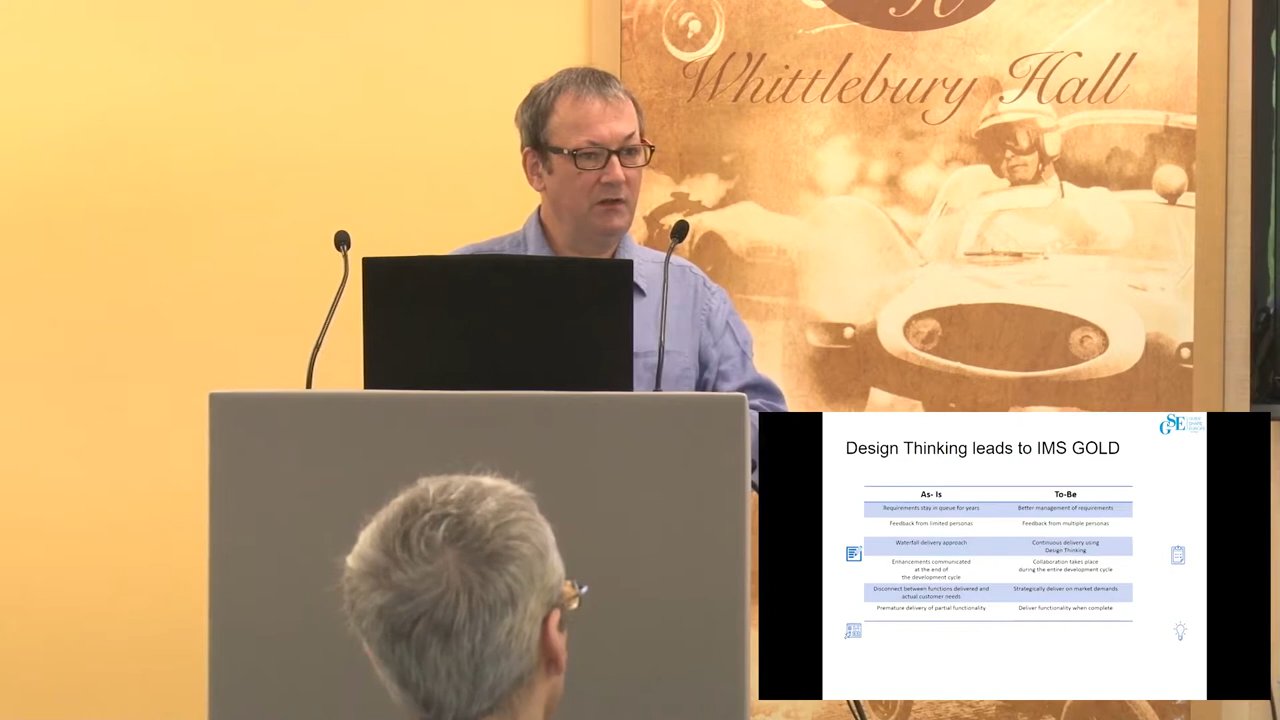 H
Whittlebury Hall
GSE
Design Thinking leads to IMS GOLD
As- Is To-Be
Requirements stay in queue for years Better management of requirements
Feedback from limited personas Feedback from multiple personas
Waterfall delivery approach Continuous delivery using
Design Thinking
Enhancements communicated Collaboration takes place
at the end of during the entire development cycle
the development cycle
Disconnect between functions delivered and Strategically deliver on market demands
actual customer needs
Premature delivery of partial functionality Deliver functionality when complete